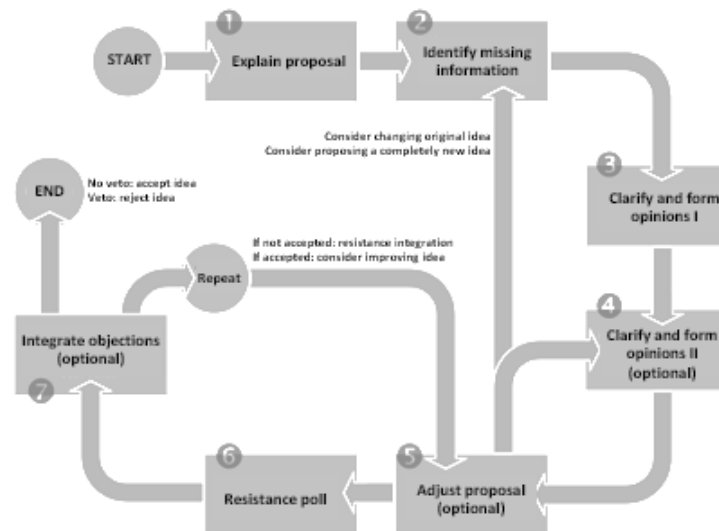 START
1
Explain proposal
2
Identify missing
information
Consider changing original idea
Consider proposing a completely new idea
3
Clarify and form
opinions I
END
No veto: accept idea
Veto: reject idea
If not accepted: resistance integration
If accepted: consider improving idea
Repeat
4
Clarify and form
opinions II
(optional)
Integrate objections
(optional)
7
6
Resistance poll
5
Adjust proposal
(optional)